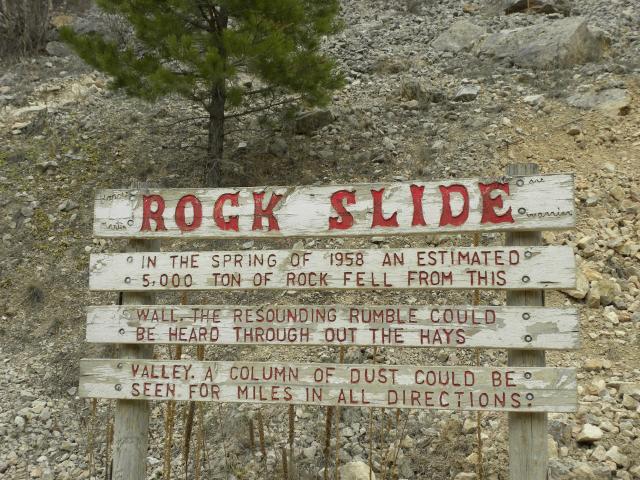 ROCK SLIDE
IN THE SPRING OF 1958 AN ESTIMATED
5,000 TON OF ROCK FELL FROM THIS
WALL, THE RESOUNDING RUMBLE COULD
BE HEARD THROUGH OUT THE HAYS
VALLEY. A COLUMN OF DUST COULD BE
SEEN FOR MILES IN ALL DIRECTIONS.